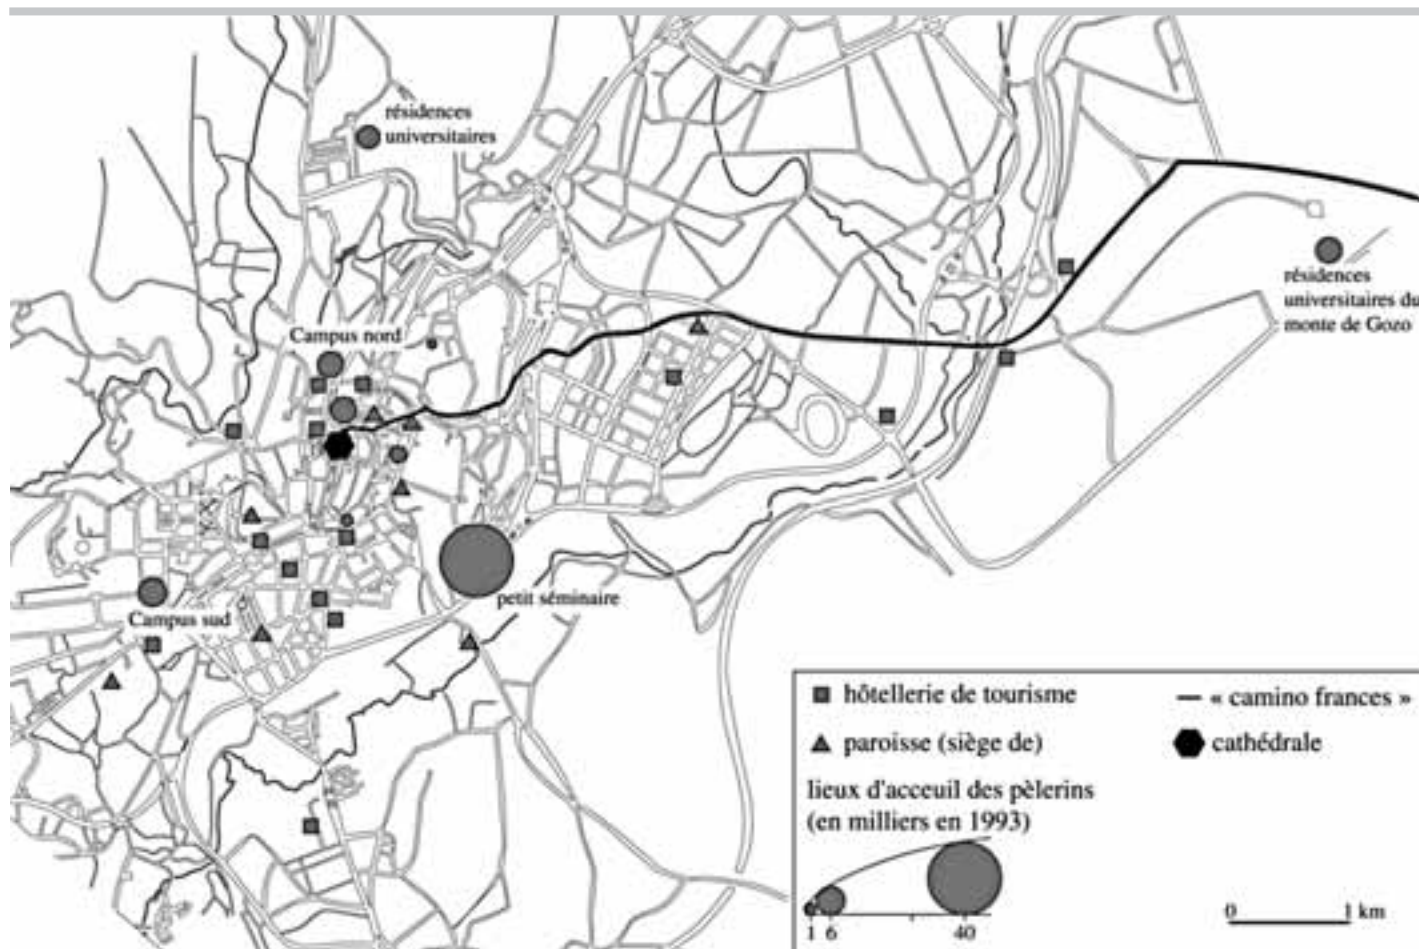 résidences
universitaires
Campus nord
résidences
universitaires du
monte de Gozo
petit séminaire
Campus sud
hôtellerie de tourisme
« camino frances »
paroisse (siège de)
cathédrale
lieux d'acceuil des pèlerins
(en milliers en 1993)
1 6 40
0 1 km